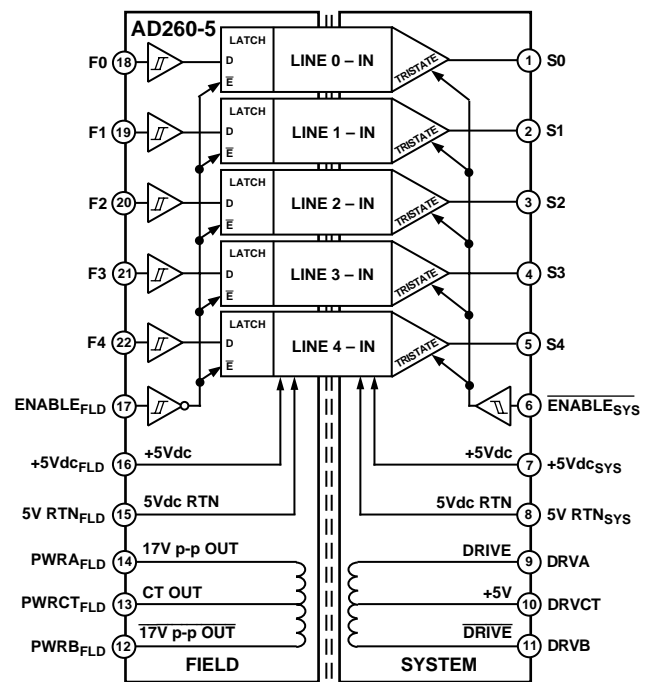 AD260-5
F0 18 LATCH D E̅ LINE 0 – IN TRISTATE 1 S0
F1 19 LATCH D E̅ LINE 1 – IN TRISTATE 2 S1
F2 20 LATCH D E̅ LINE 2 – IN TRISTATE 3 S2
F3 21 LATCH D E̅ LINE 3 – IN TRISTATE 4 S3
F4 22 LATCH D E̅ LINE 4 – IN TRISTATE 5 S4
ENABLEFLD 17 6 E̅N̅A̅B̅L̅E̅S̅Y̅S̅
+5VdcFLD 16 +5Vdc +5Vdc 7 +5VdcSYS
5V RTNFLD 15 5Vdc RTN 5Vdc RTN 8 5V RTNSYS
PWRAFLD 14 17V p-p OUT DRIVE 9 DRVA
PWRCTFLD 13 CT OUT +5V 10 DRVCT
PWRBFLD 12 1̅7̅V̅ p̅-̅p̅ O̅U̅T̅ D̅R̅I̅V̅E̅ 11 DRVB
FIELD SYSTEM